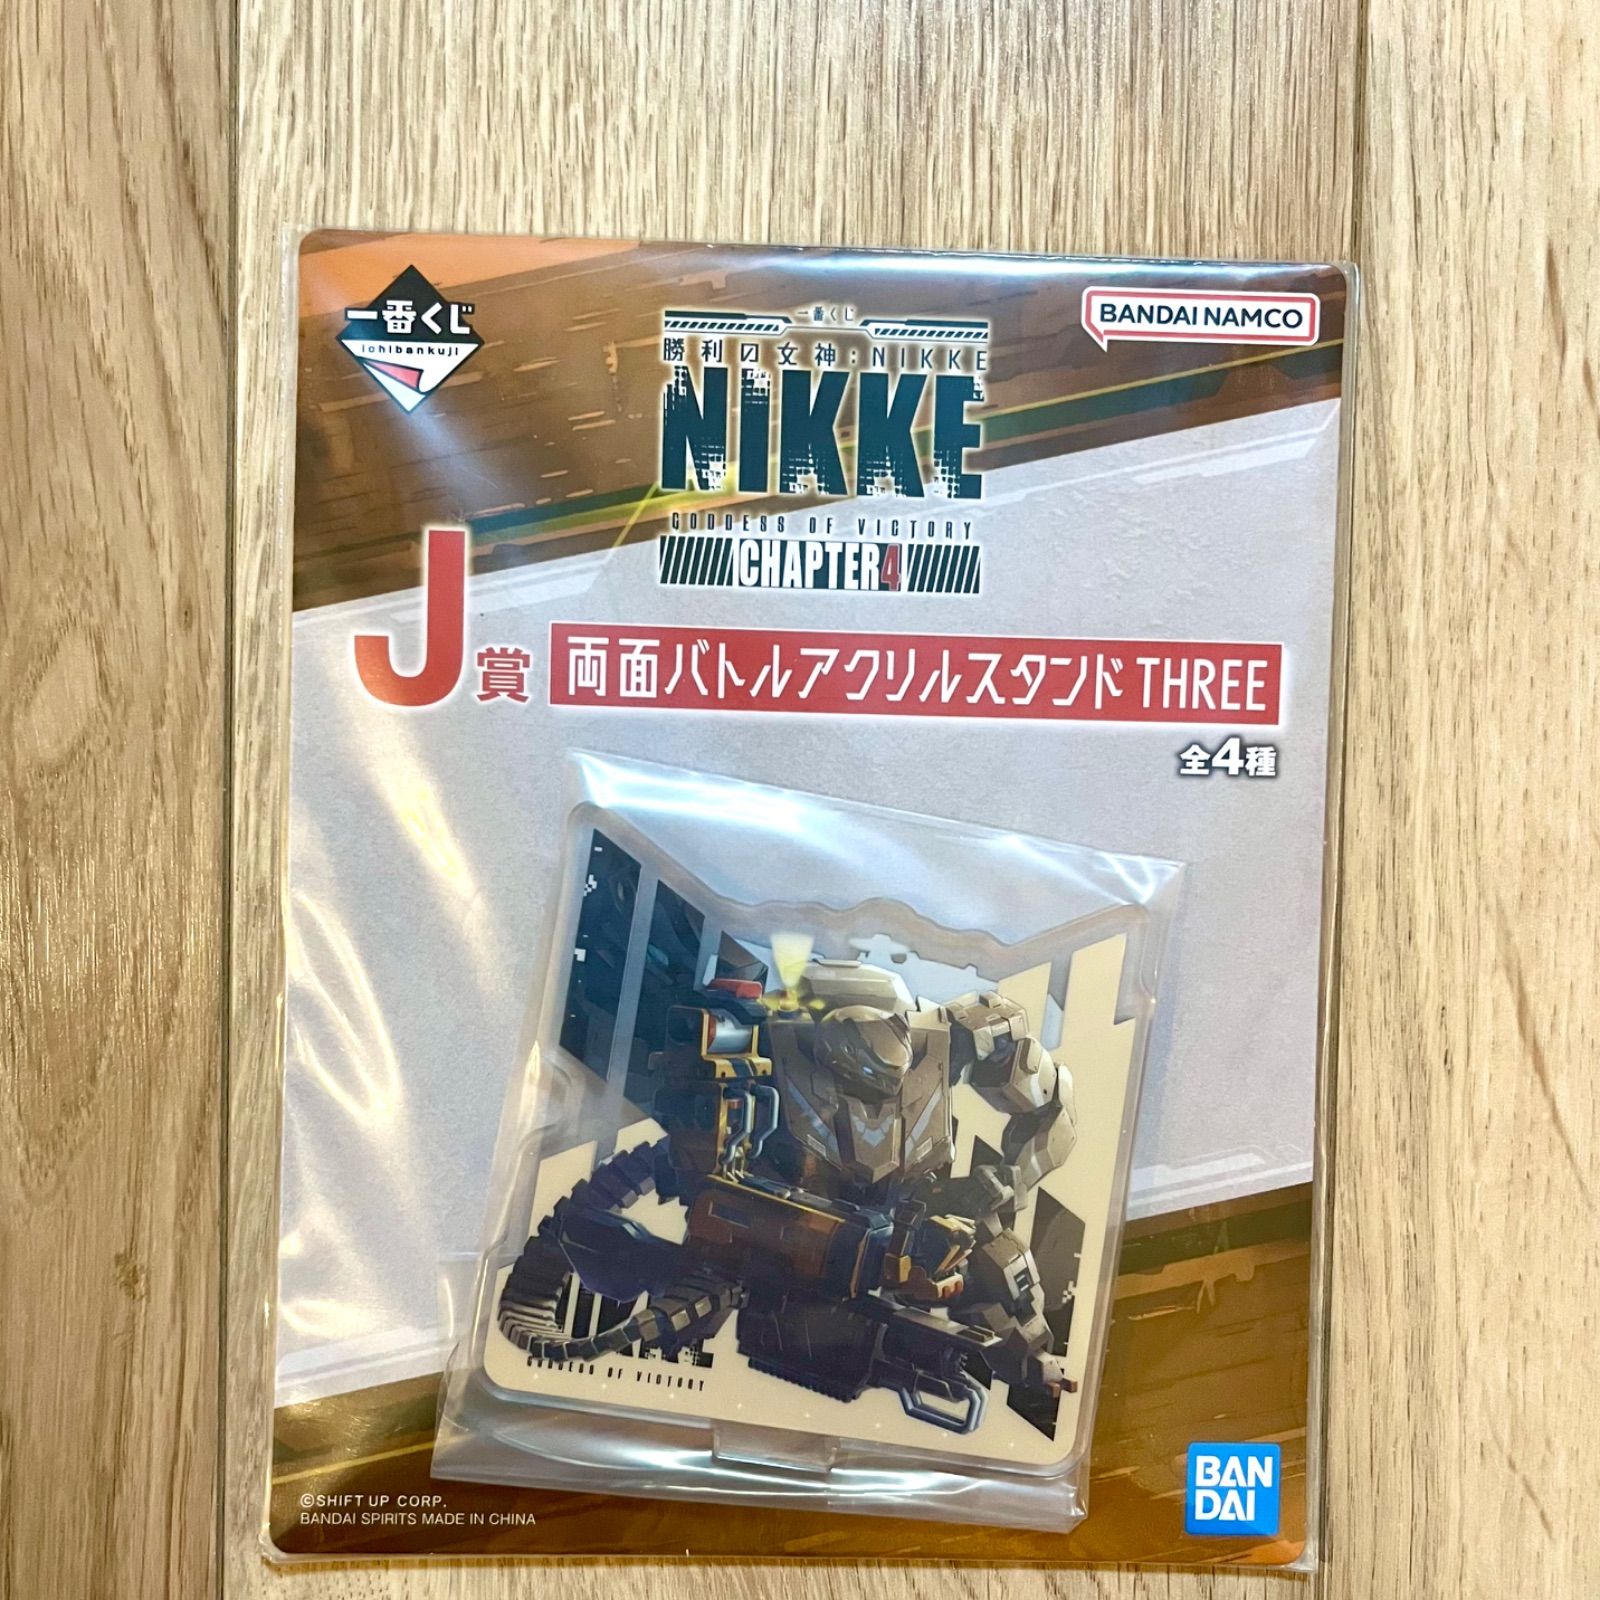 一番くじ
ichibankuji
一番くじ
勝利の女神:NIKKE
NIKKE
GODDESS OF VICTORY
CHAPTER4
BANDAI NAMCO
J賞
両面バトルアクリルスタンド THREE
全4種
GODDESS OF VICTORY
©SHIFT UP CORP.
BANDAI SPIRITS MADE IN CHINA
BAN
DAI